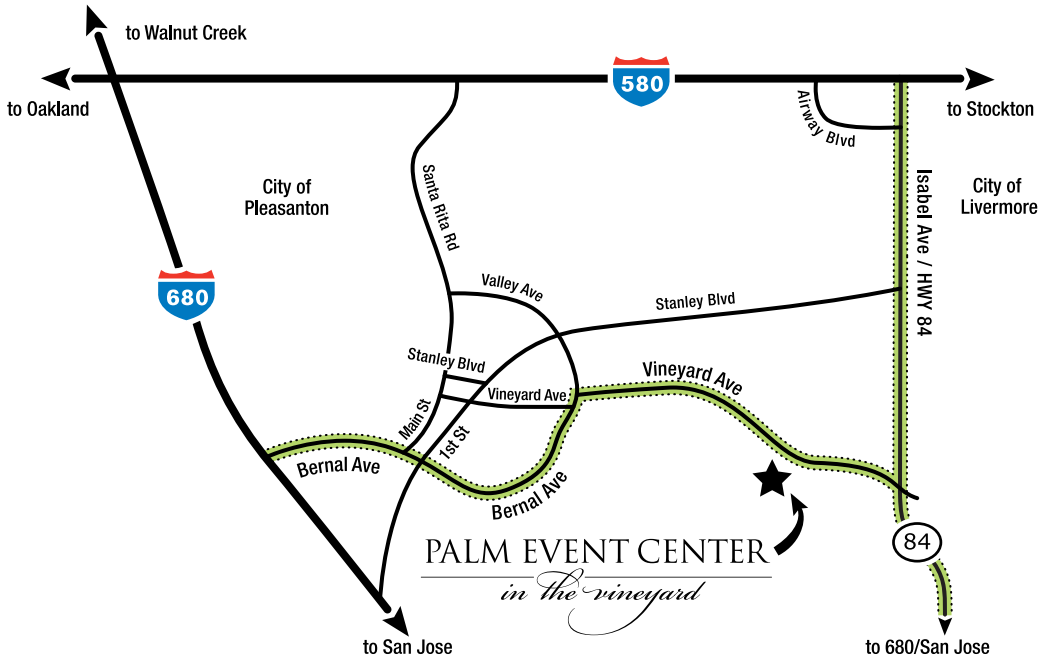 to Walnut Creek
580
to Oakland
to Stockton
Airway Blvd
City of
Pleasanton
Santa Rita Rd
Isabel Ave / HWY 84
City of
Livermore
680
Valley Ave
Stanley Blvd
Stanley Blvd
Vineyard Ave
Vineyard Ave
Main St
1st St
Bernal Ave
Bernal Ave
PALM EVENT CENTER
in the vineyard
84
to San Jose
to 680/San Jose